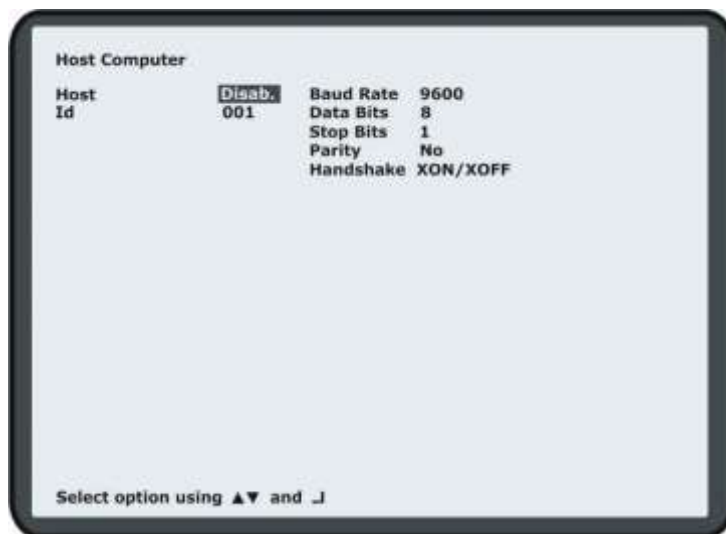 Host Computer
Host Disab. Baud Rate 9600
Id 001 Data Bits 8
Stop Bits 1
Parity No
Handshake XON/XOFF
Select option using ▲▼ and ┘